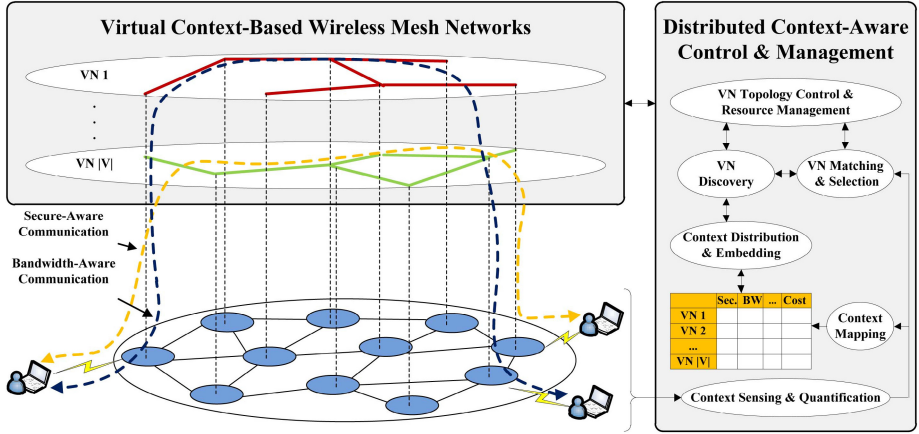 Virtual Context-Based Wireless Mesh Networks
VN 1
.
.
.
VN |V|
Secure-Aware
Communication
Bandwidth-Aware
Communication
Distributed Context-Aware
Control & Management
VN Topology Control &
Resource Management
VN
Discovery
VN Matching
& Selection
Context Distribution
& Embedding
Sec. BW ... Cost
VN 1
VN 2
...
VN |V|
Context
Mapping
Context Sensing & Quantification